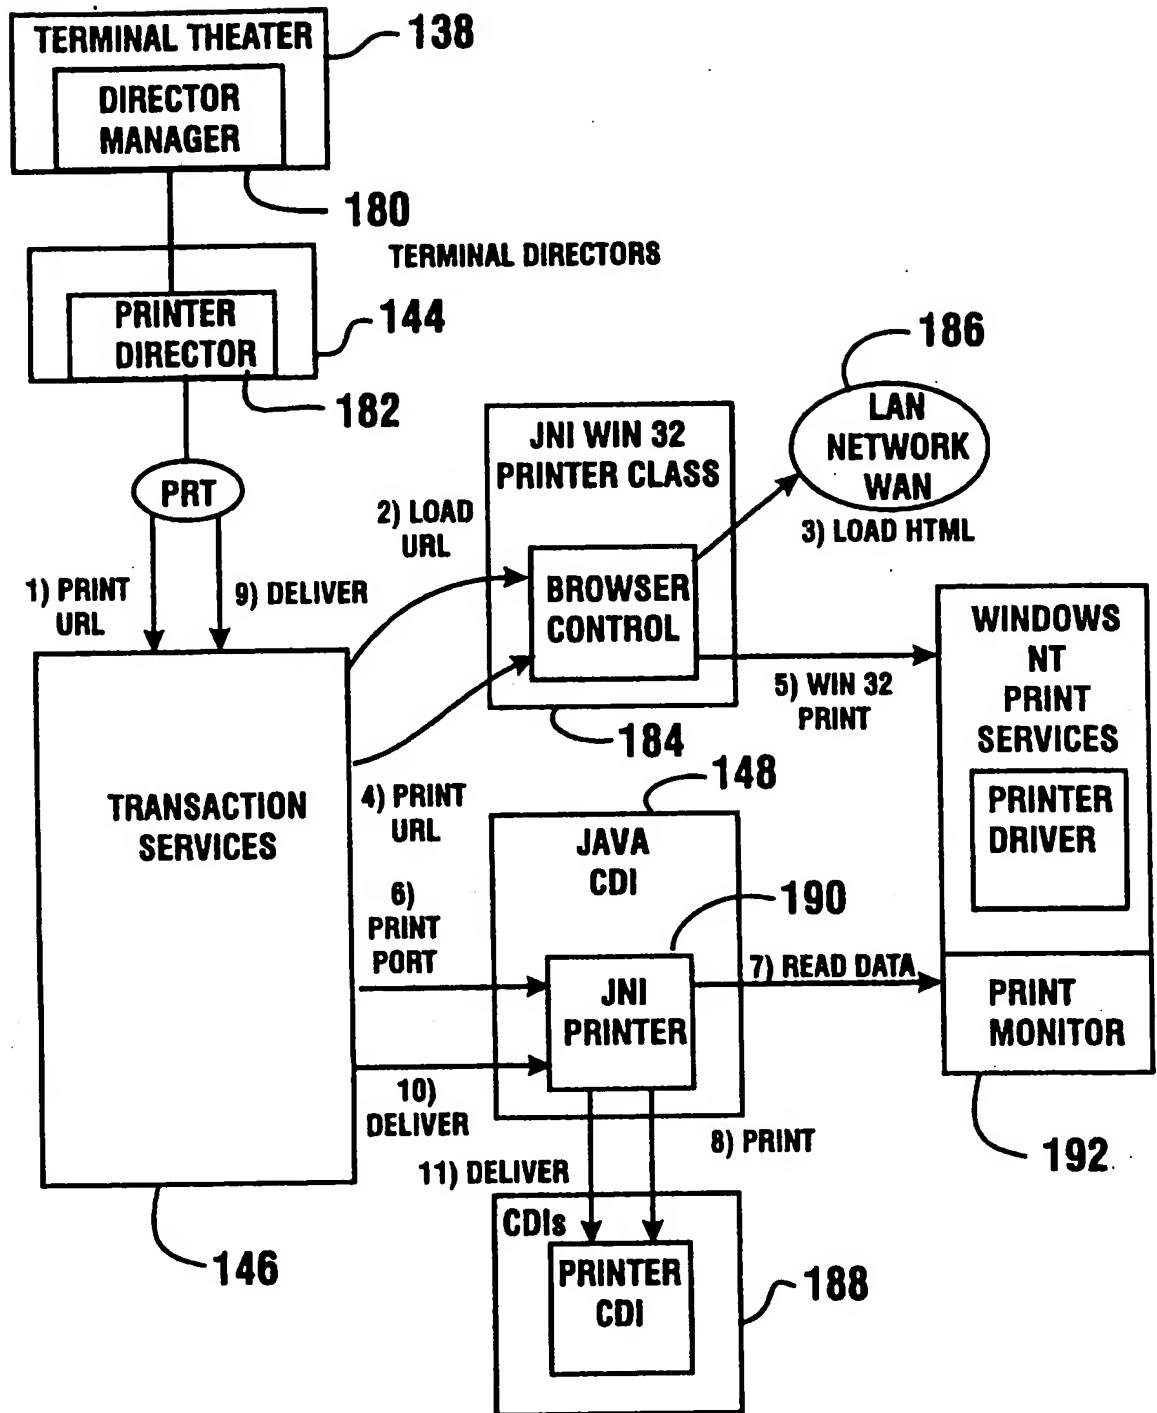 TERMINAL THEATER
138
DIRECTOR
MANAGER
180
TERMINAL DIRECTORS
PRINTER
DIRECTOR
144
182
186
LAN
NETWORK
WAN
JNI WIN 32
PRINTER CLASS
PRT
2) LOAD
URL
3) LOAD HTML
1) PRINT
URL
9) DELIVER
BROWSER
CONTROL
WINDOWS
NT
PRINT
SERVICES
5) WIN 32
PRINT
184
148
TRANSACTION
SERVICES
4) PRINT
URL
PRINTER
DRIVER
JAVA
CDI
190
6)
PRINT
PORT
7) READ DATA
JNI
PRINTER
PRINT
MONITOR
10)
DELIVER
8) PRINT
192
11) DELIVER
CDIs
146
PRINTER
CDI
188